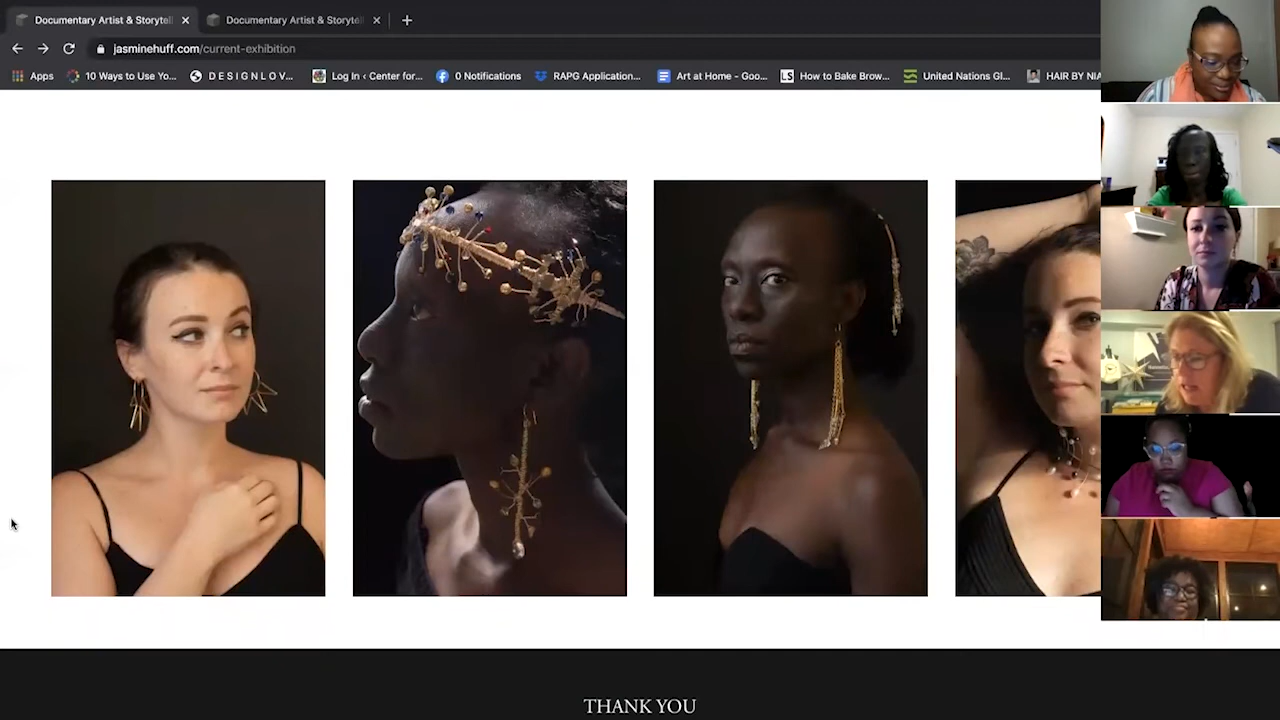 Documentary Artist & Storytell
Documentary Artist & Storytell
jasminehuff.com/current-exhibition
Apps
10 Ways to Use Yo...
D E S I G N L O V...
Log In ‹ Center for...
0 Notifications
RAPG Application...
Art at Home - Goo...
LS
How to Bake Brow...
United Nations Gl...
HAIR BY NIA
THANK YOU